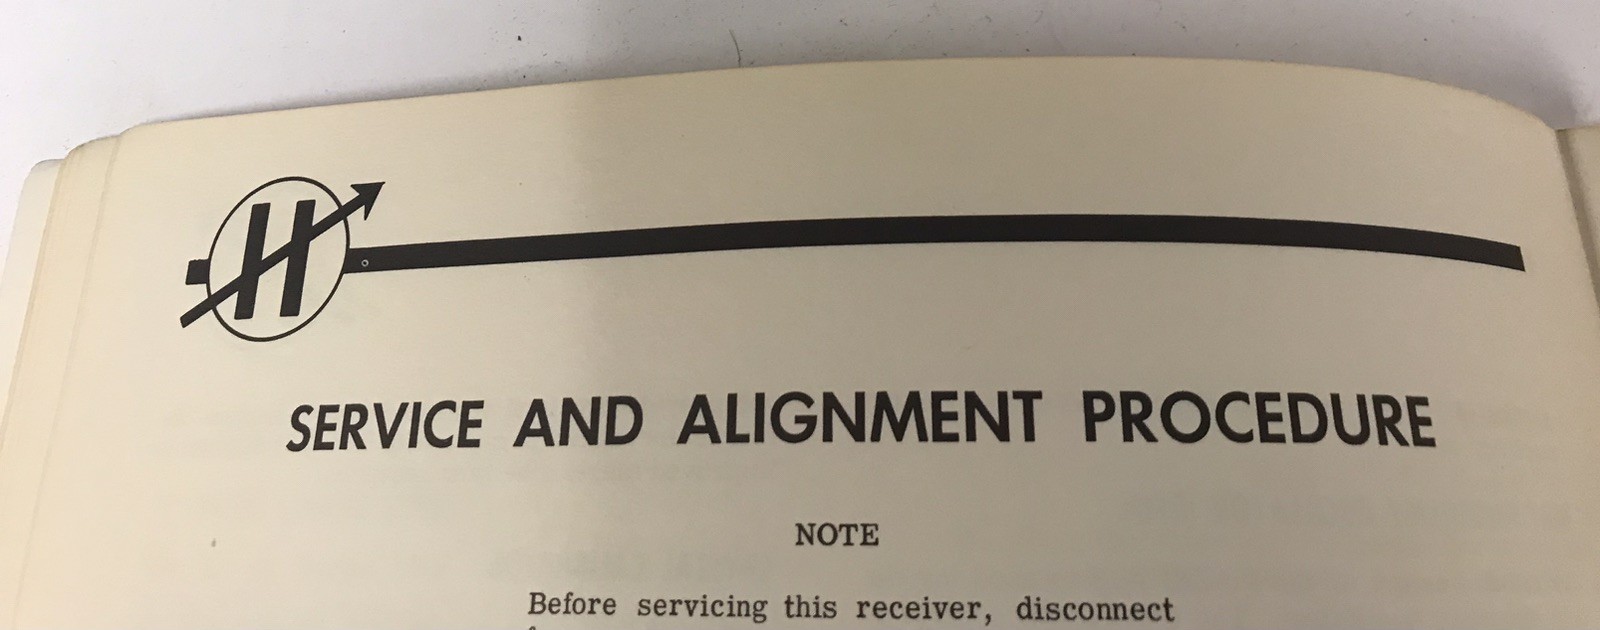 H
SERVICE AND ALIGNMENT PROCEDURE
NOTE
Before servicing this receiver, disconnect